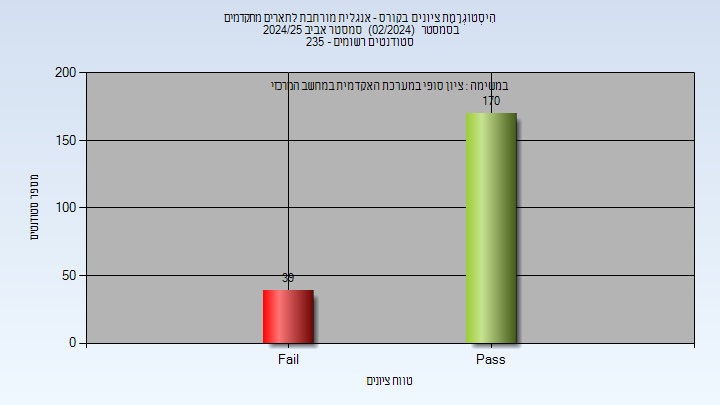 היסטוגרמת ציונים בקורס - אנגלית מורחבת לתארים מתקדמים
בסמסטר (02/2024) סמסטר אביב 2024/25
סטודנטים רשומים - 235
במשימה : ציון סופי במערכת האקדמית במחשב המרכזי
200
150
100
50
0
מספר סטודנטים
39
170
Fail
Pass
טווח ציונים